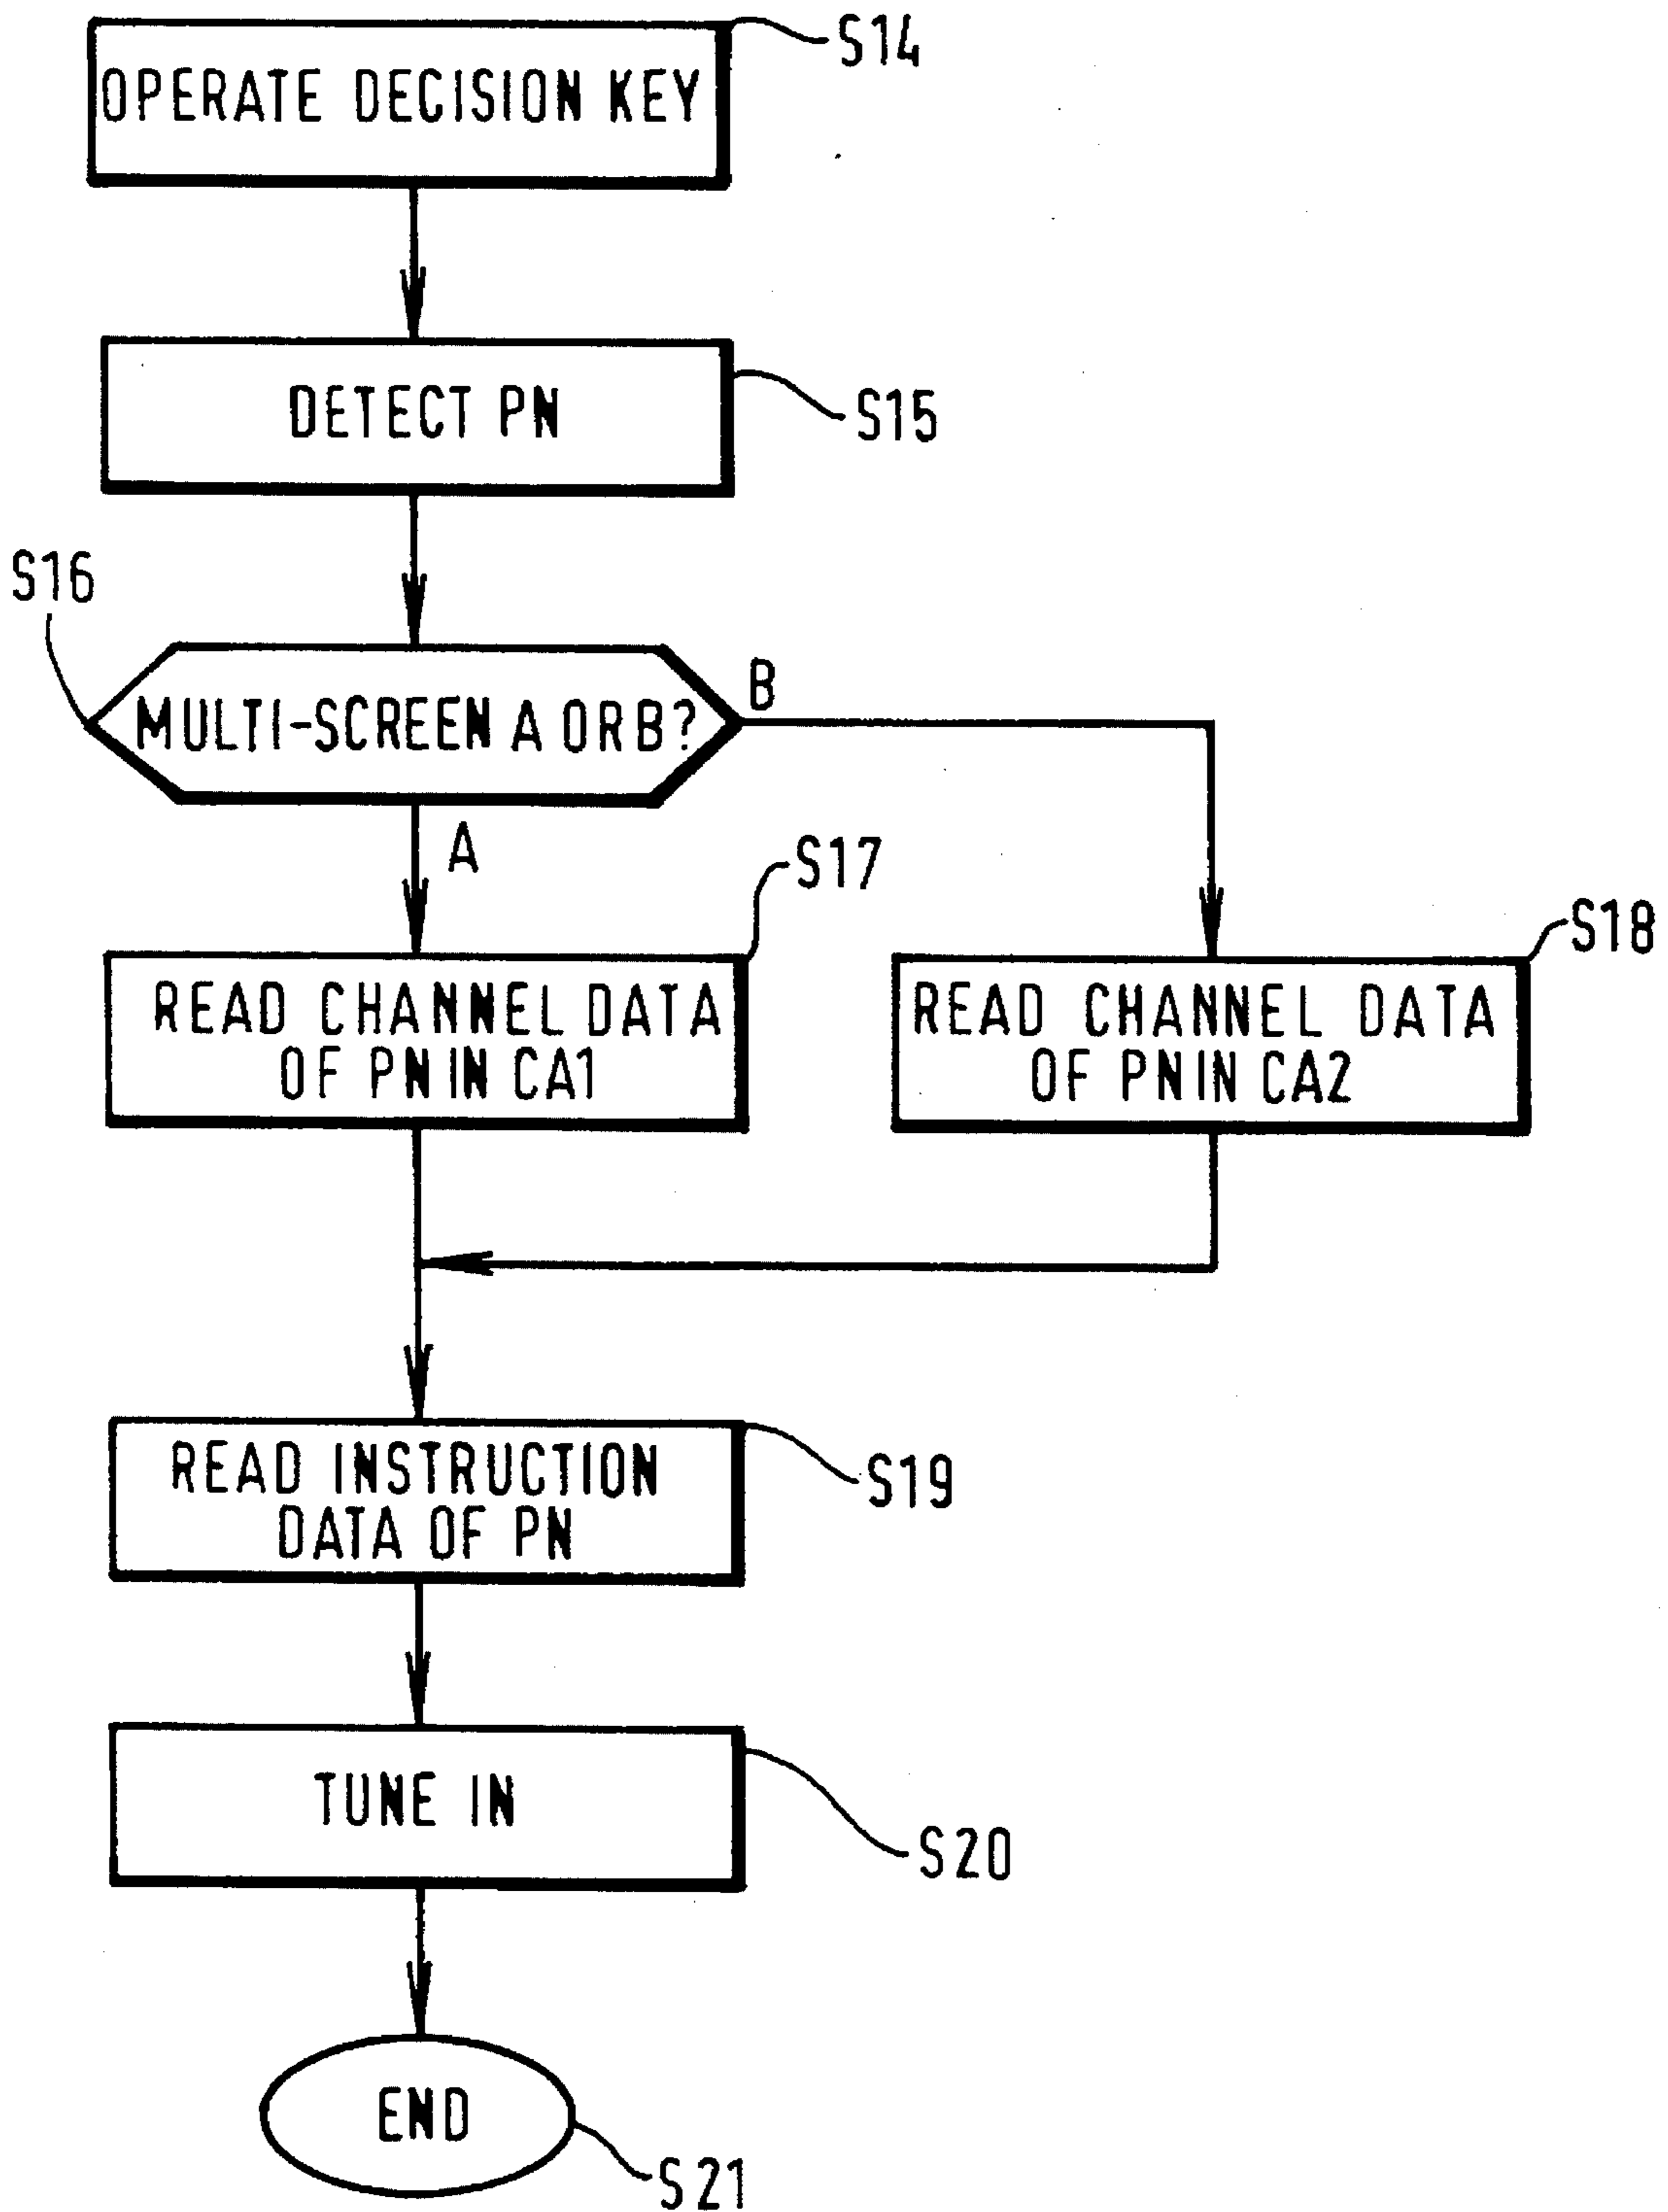 S14
OPERATE DECISION KEY
DETECT PN
S15
S16
MULTI-SCREEN A OR B?
B
A
S17
S18
READ CHANNEL DATA
OF PN IN CA1
READ CHANNEL DATA
OF PN IN CA2
READ INSTRUCTION
DATA OF PN
S19
TUNE IN
S20
END
S21